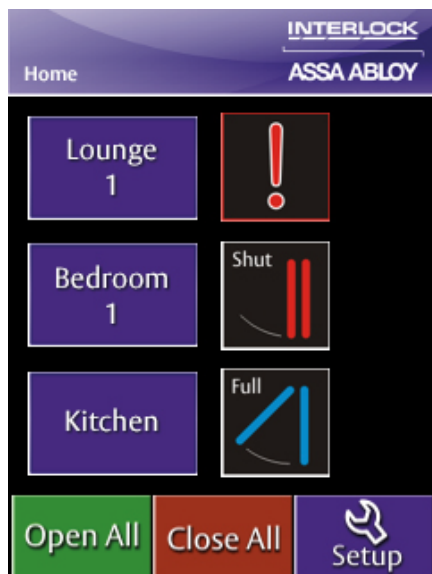 INTERLOCK
Home
ASSA ABLOY
Lounge
1
Bedroom
1
Shut
Kitchen
Full
Open All
Close All
Setup